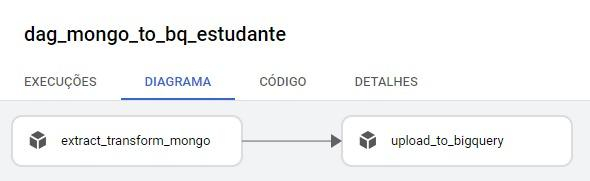 dag_mongo_to_bq_estudante
EXECUÇÕES DIAGRAMA CÓDIGO DETALHES
extract_transform_mongo upload_to_bigquery